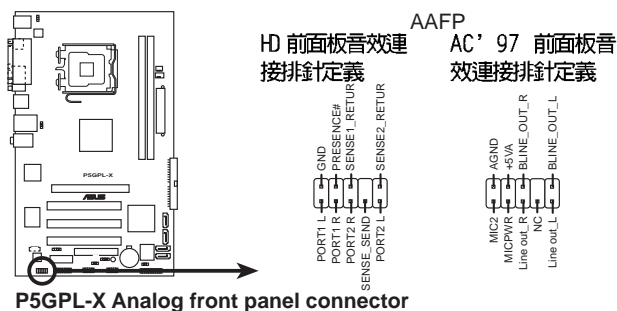 AAFP
HD 前面板音效連
接排針定義
AC’97 前面板音
效連接排針定義
GND
PRESENCE#
SENSE1_RETUR
SENSE2_RETUR
PORT1 L
PORT1 R
PORT2 R
SENSE_SEND
PORT2 L
AGND
+5VA
BLINE_OUT_R
BLINE_OUT_L
MIC2
MICPWR
Line out_R
NC
Line out_L
P5GPL-X
ASUS
P5GPL-X Analog front panel connector